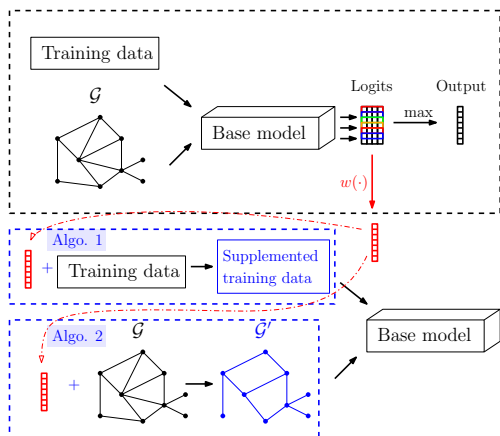 Training data
𝒢
Logits
Output
Base model
max
w(·)
Algo. 1
+
Training data
Supplemented
training data
Algo. 2
𝒢
𝒢′
+
Base model